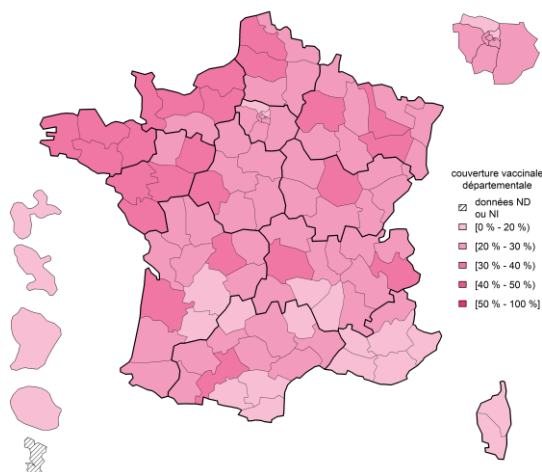 couverture vaccinale
départementale
données ND
ou NI
[0 % - 20 %)
[20 % - 30 %)
[30 % - 40 %)
[40 % - 50 %)
[50 % - 100 %]